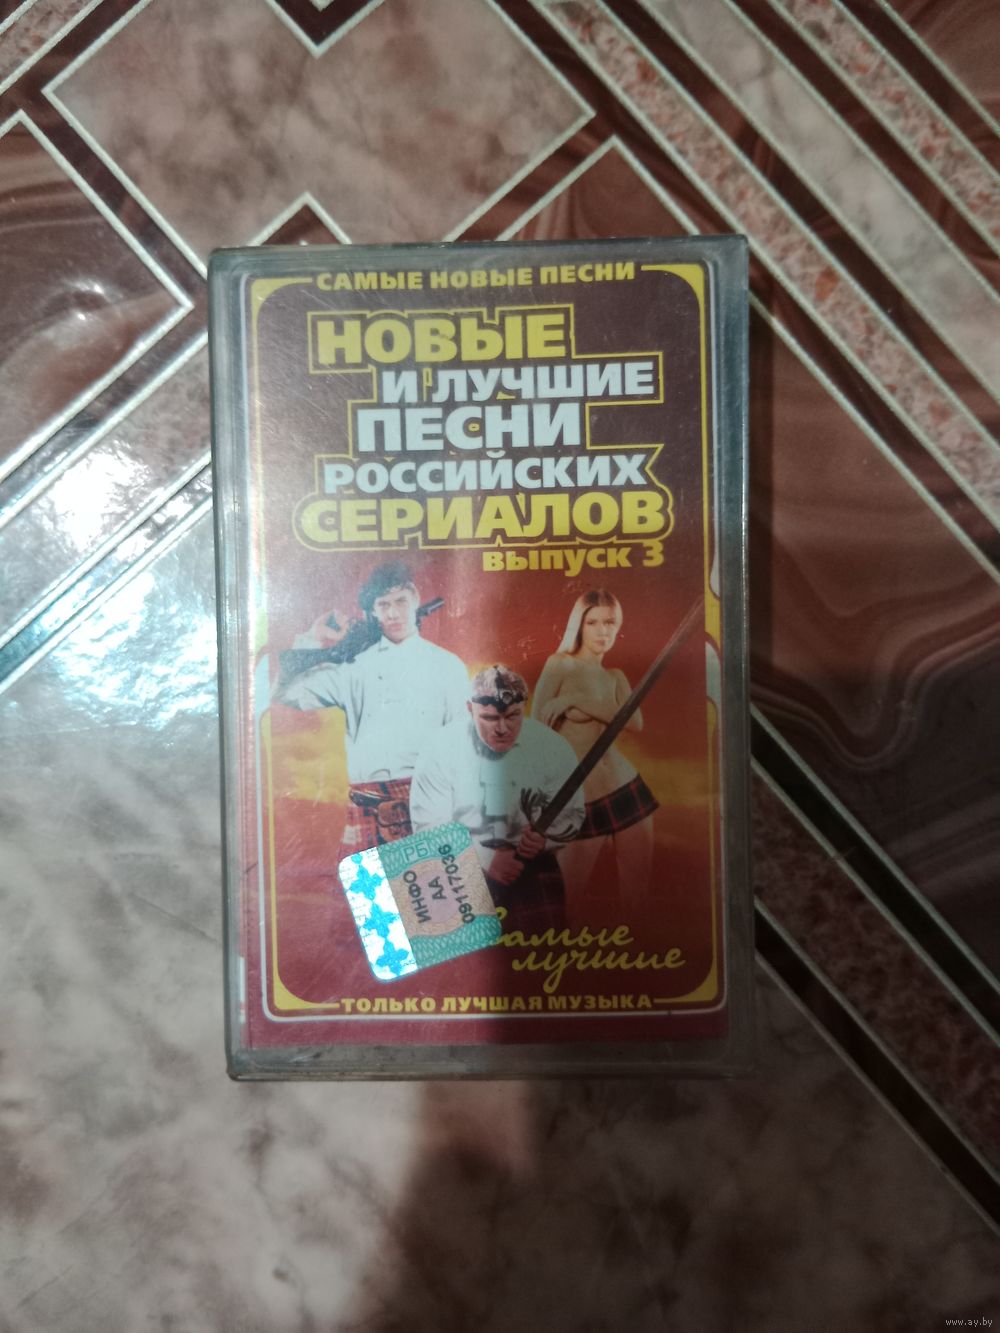 САМЫЕ НОВЫЕ ПЕСНИ
НОВЫЕ
И ЛУЧШИЕ
ПЕСНИ
РОССИЙСКИХ
СЕРИАЛОВ
ВЫПУСК 3
РБ
ИНФО
АА
09117036
Самые
лучшие
ТОЛЬКО ЛУЧШАЯ МУЗЫКА
www.ay.by